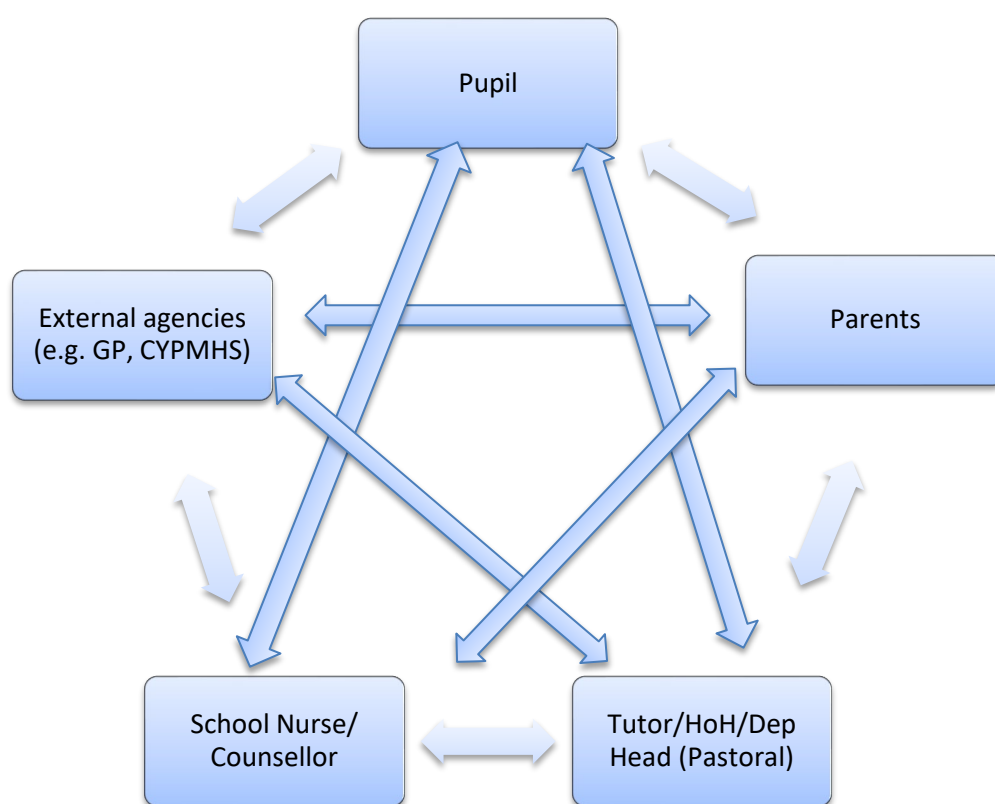 Pupil
External agencies
(e.g. GP, CYPMHS)
Parents
School Nurse/
Counsellor
Tutor/HoH/Dep
Head (Pastoral)